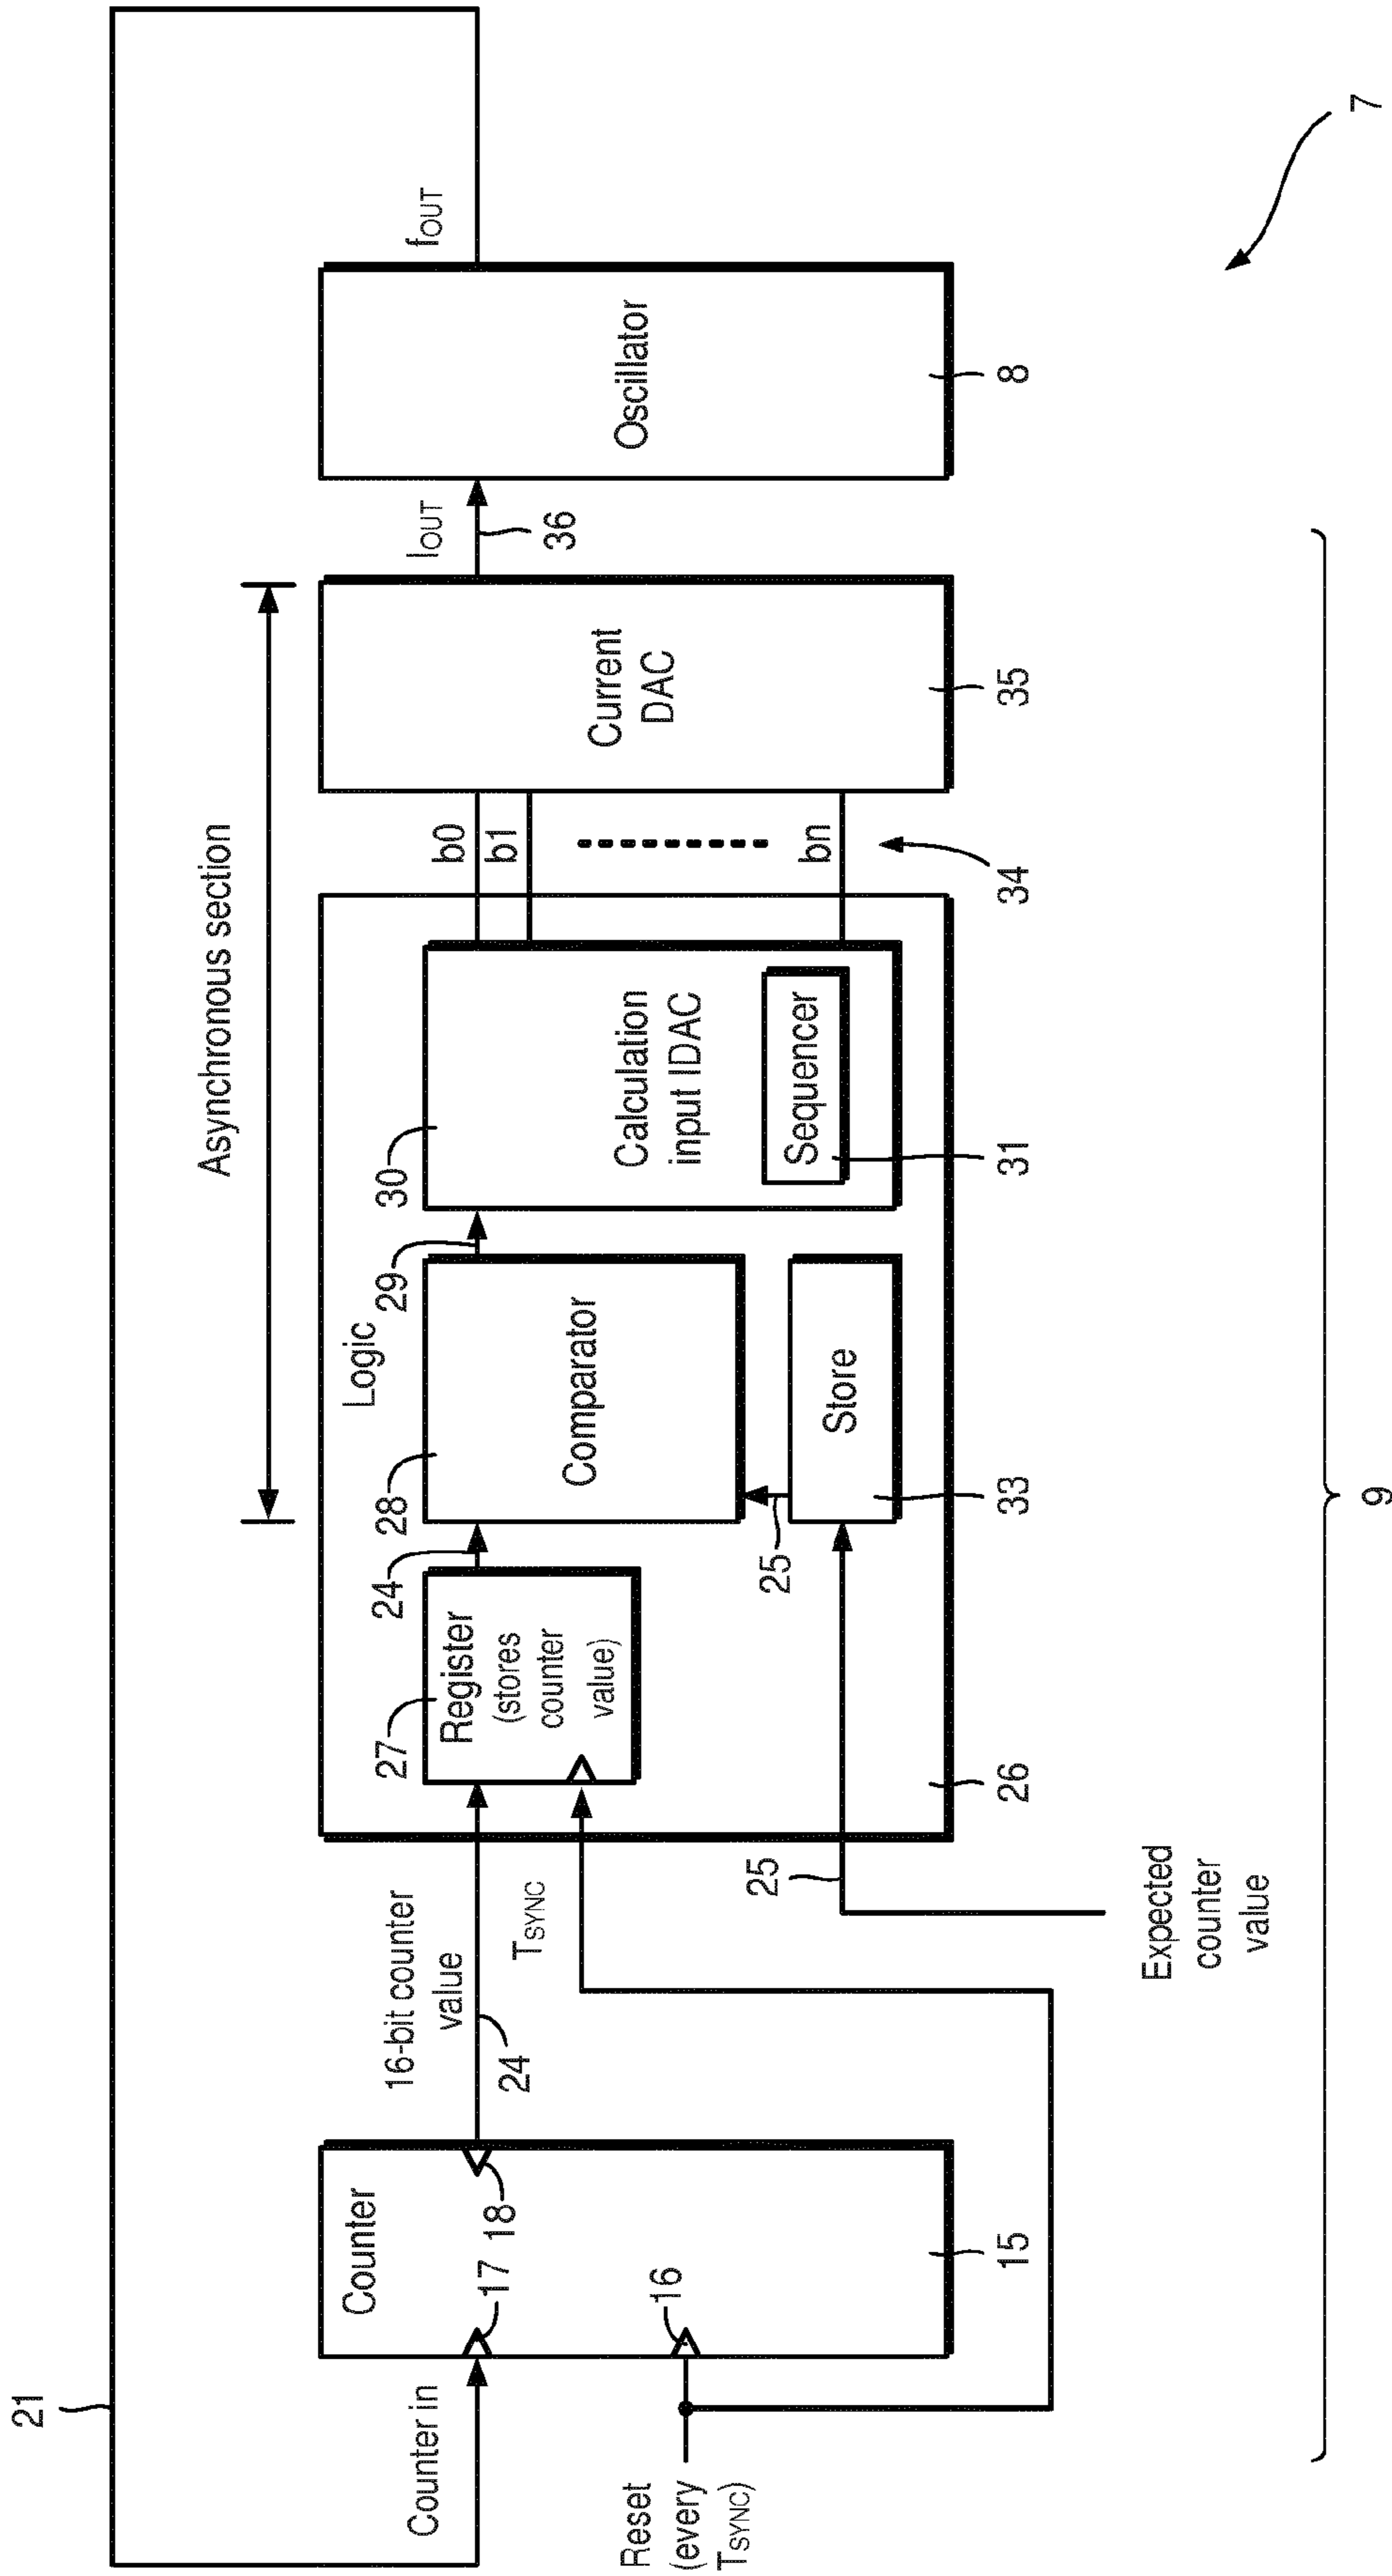 21
Asynchronous section
Counter in
Counter
17
18
16
15
Reset
(every
TSYNC)
16-bit counter
value
24
TSYNC
25
Expected
counter
value
Logic
27
Register
(stores
counter
value)
24
28
Comparator
29
25
Store
33
26
30
Calculation
input IDAC
Sequencer
31
b0
b1
bn
34
Current
DAC
35
IOUT
36
Oscillator
8
fOUT
7
9